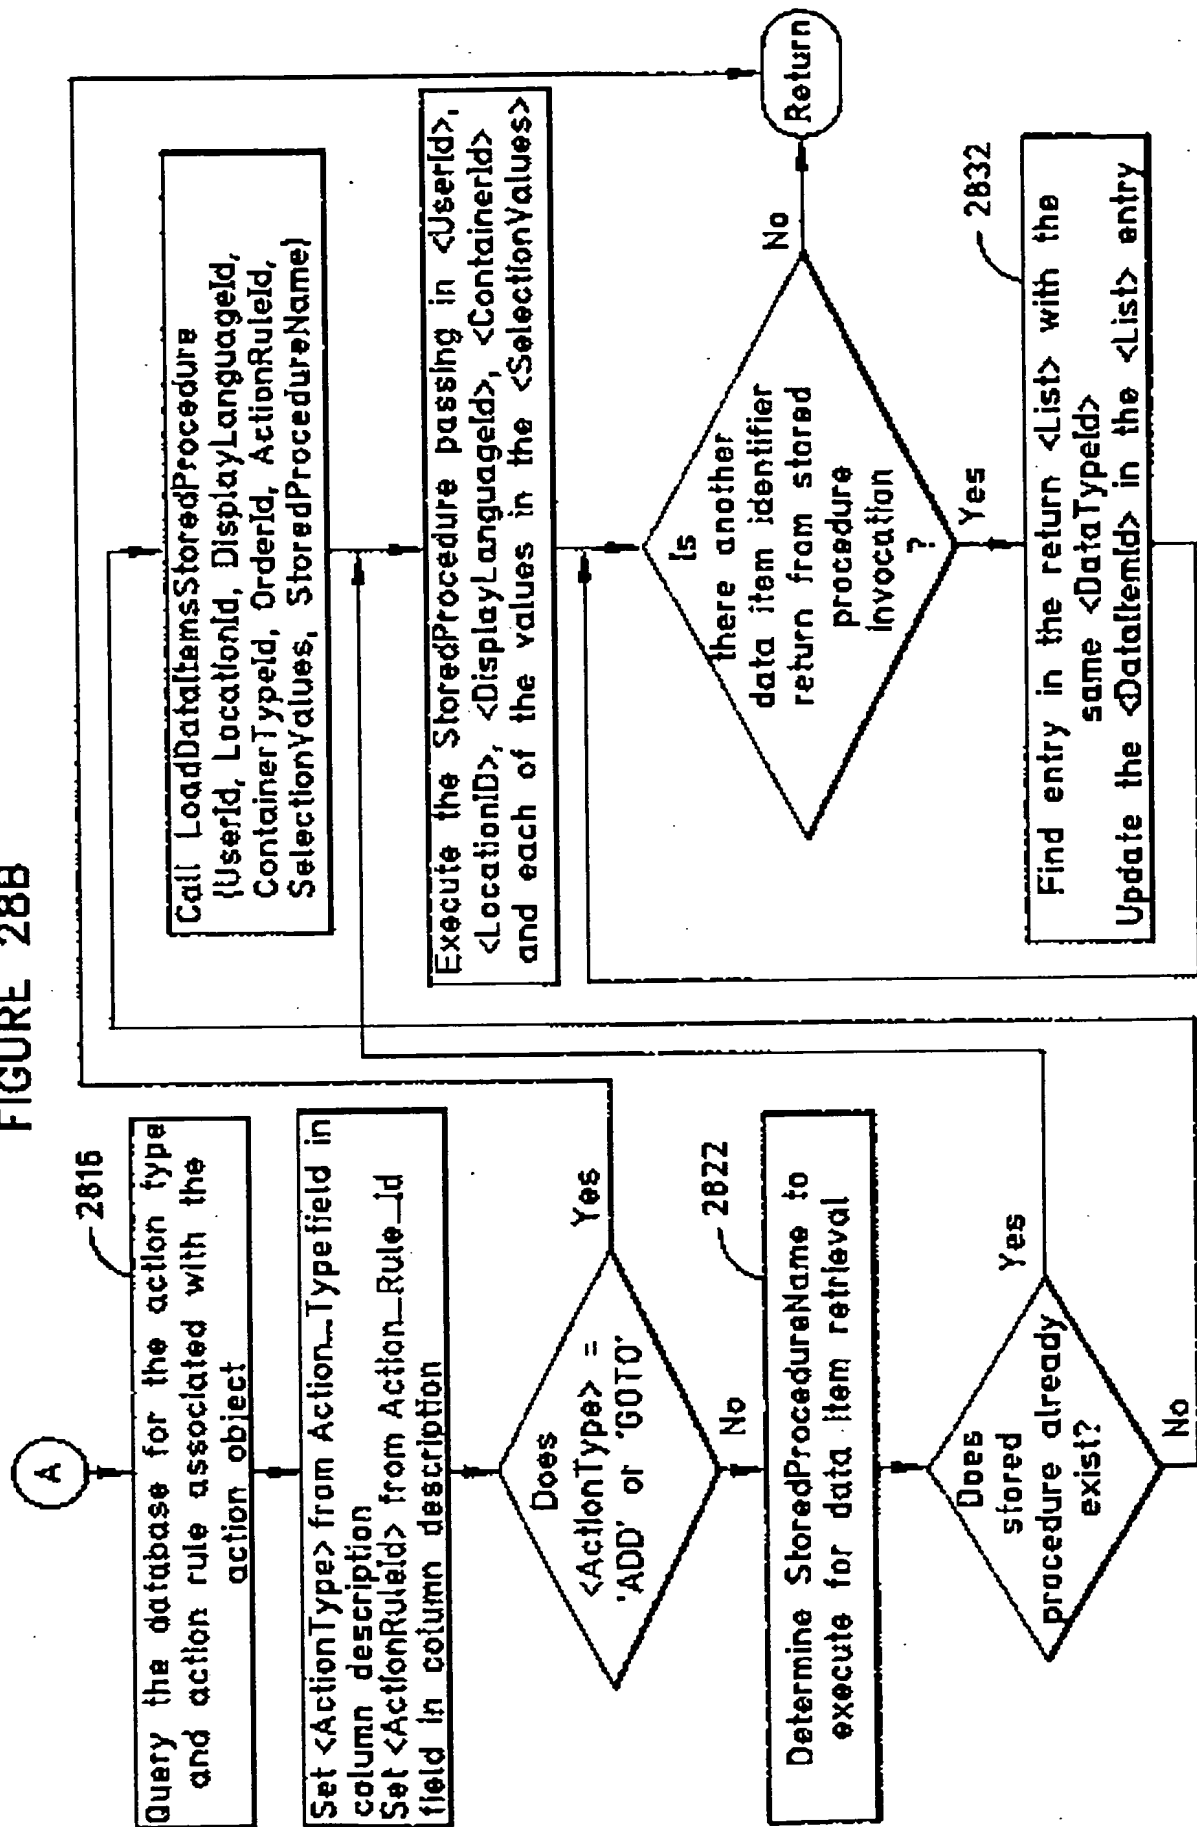 FIGURE 28B
A
2816
Query the database for the action type
and action rule associated with the
action object
Set <ActionType> from Action_Type field in
column description
Set <ActionRuleId> from Action_Rule_Id
field in column description
Does
<ActionType> =
'ADD' or 'GOTO'
Yes
No
2822
Determine StoredProcedureName to
execute for data item retrieval
Does
stored
procedure already
exist?
Yes
No
Call LoadDataItemsStoredProcedure
(UserId, LocationId, DisplayLanguageId,
ContainerTypeId, OrderId, ActionRuleId,
SelectionValues, StoredProcedureName)
Execute the StoredProcedure passing in <UserId>,
<LocationID>, <DisplayLanguageId>, <ContainerId>
and each of the values in the <SelectionValues>
Is
there another
data item identifier
return from stored
procedure
invocation
?
No
Yes
Return
2832
Find entry in the return <List> with the
same <DataTypeId>
Update the <DataItemId> in the <List> entry